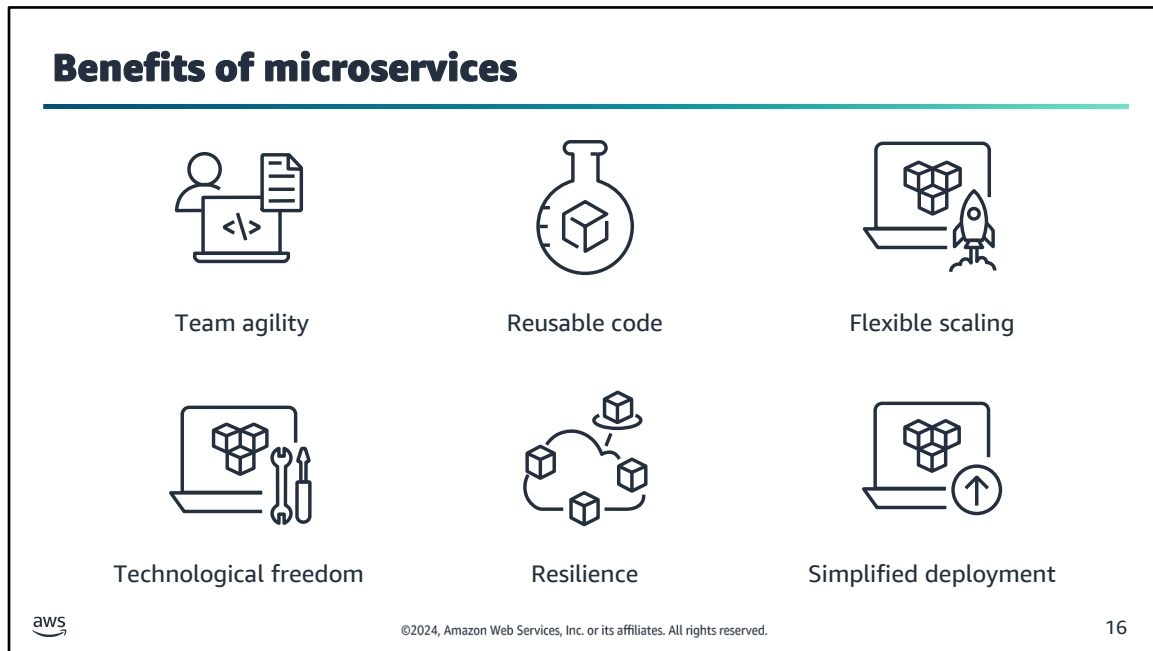 Benefits of microservices
</>
Team agility
Reusable code
Flexible scaling
Technological freedom
Resilience
Simplified deployment
aws
©2024, Amazon Web Services, Inc. or its affiliates. All rights reserved.
16